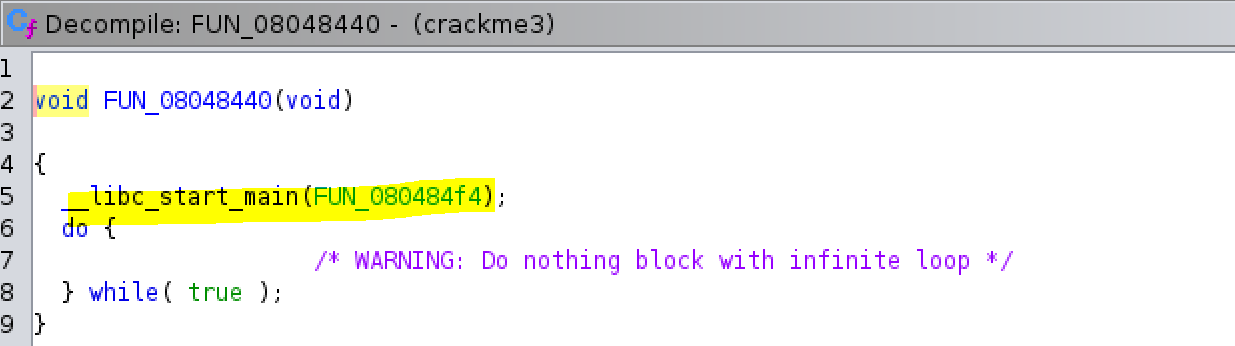 Decompile: FUN_08048440 - (crackme3)
1
2 void FUN_08048440(void)
3
4 {
5 __libc_start_main(FUN_080484f4);
6 do {
7 /* WARNING: Do nothing block with infinite loop */
8 } while( true );
9 }